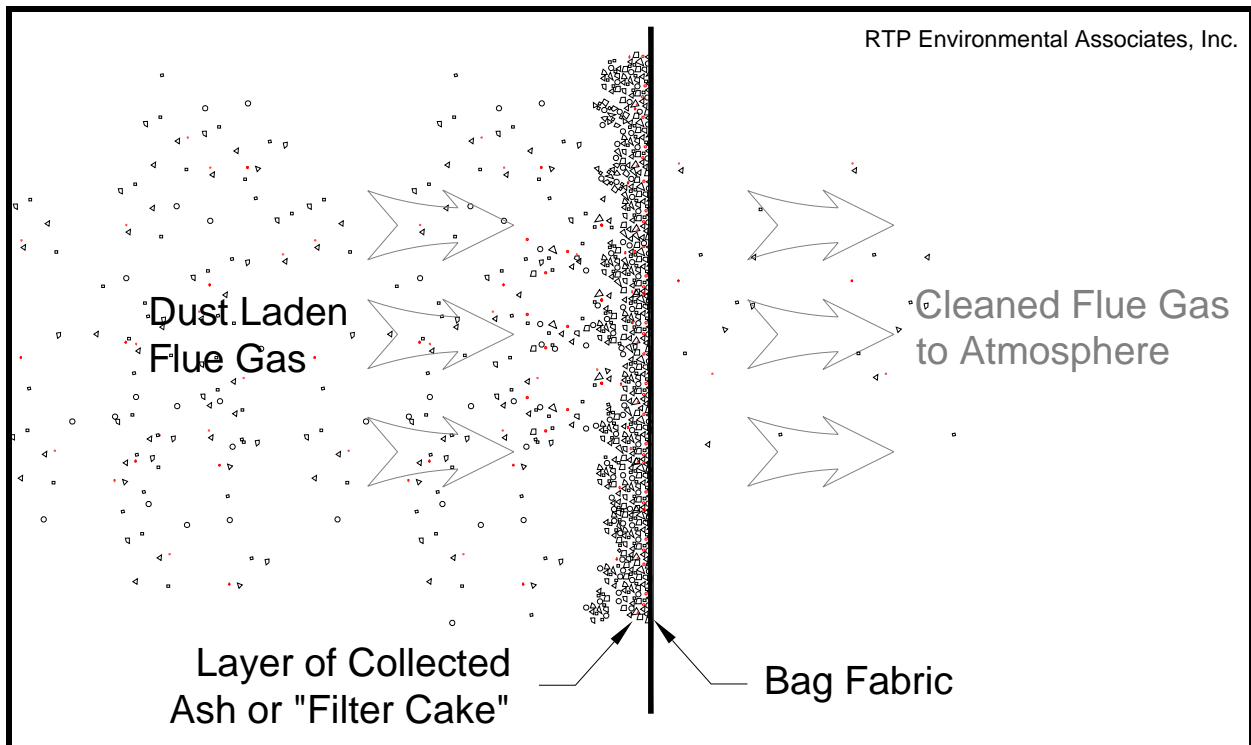 RTP Environmental Associates, Inc.
Dust Laden
Flue Gas
Cleaned Flue Gas
to Atmosphere
Layer of Collected
Ash or "Filter Cake"
Bag Fabric